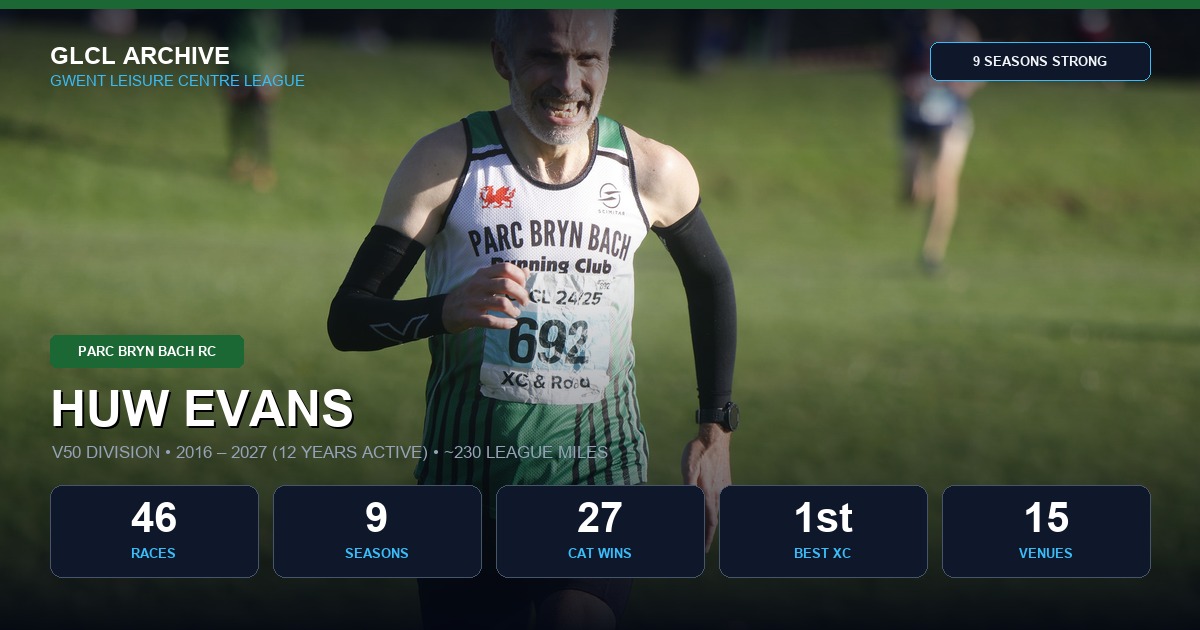 GLCL ARCHIVE
GWENT LEISURE CENTRE LEAGUE
9 SEASONS STRONG
SCIMITAR
PARC BRYN BACH
Running Club
CL 24/25
692
XC & Road
PARC BRYN BACH RC
HUW EVANS
V50 DIVISION • 2016 – 2027 (12 YEARS ACTIVE) • ~230 LEAGUE MILES
46
RACES
9
SEASONS
27
CAT WINS
1st
BEST XC
15
VENUES